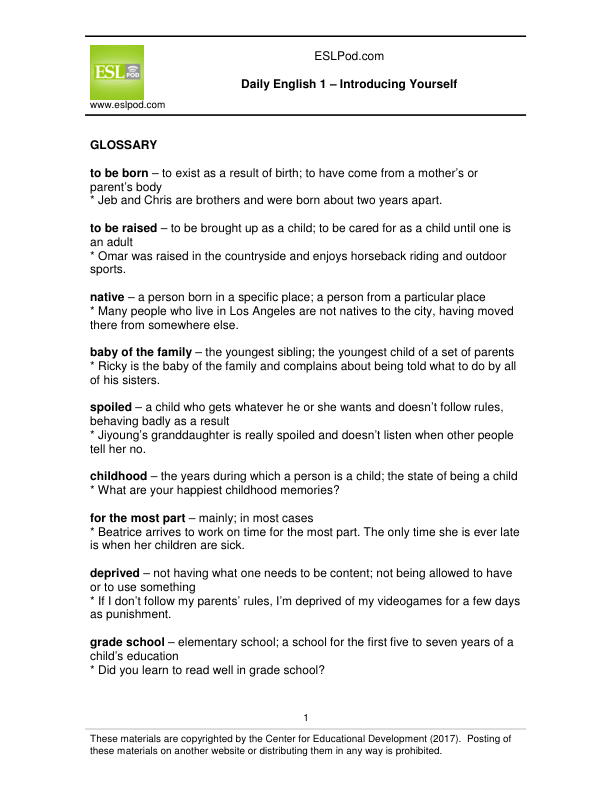 ESLPod.com
ESL POD
Daily English 1 – Introducing Yourself
www.eslpod.com
GLOSSARY
to be born – to exist as a result of birth; to have come from a mother’s or
parent’s body
* Jeb and Chris are brothers and were born about two years apart.
to be raised – to be brought up as a child; to be cared for as a child until one is
an adult
* Omar was raised in the countryside and enjoys horseback riding and outdoor
sports.
native – a person born in a specific place; a person from a particular place
* Many people who live in Los Angeles are not natives to the city, having moved
there from somewhere else.
baby of the family – the youngest sibling; the youngest child of a set of parents
* Ricky is the baby of the family and complains about being told what to do by all
of his sisters.
spoiled – a child who gets whatever he or she wants and doesn’t follow rules,
behaving badly as a result
* Jiyoung’s granddaughter is really spoiled and doesn’t listen when other people
tell her no.
childhood – the years during which a person is a child; the state of being a child
* What are your happiest childhood memories?
for the most part – mainly; in most cases
* Beatrice arrives to work on time for the most part. The only time she is ever late
is when her children are sick.
deprived – not having what one needs to be content; not being allowed to have
or to use something
* If I don’t follow my parents’ rules, I’m deprived of my videogames for a few days
as punishment.
grade school – elementary school; a school for the first five to seven years of a
child’s education
* Did you learn to read well in grade school?
1
These materials are copyrighted by the Center for Educational Development (2017).  Posting of
these materials on another website or distributing them in any way is prohibited.